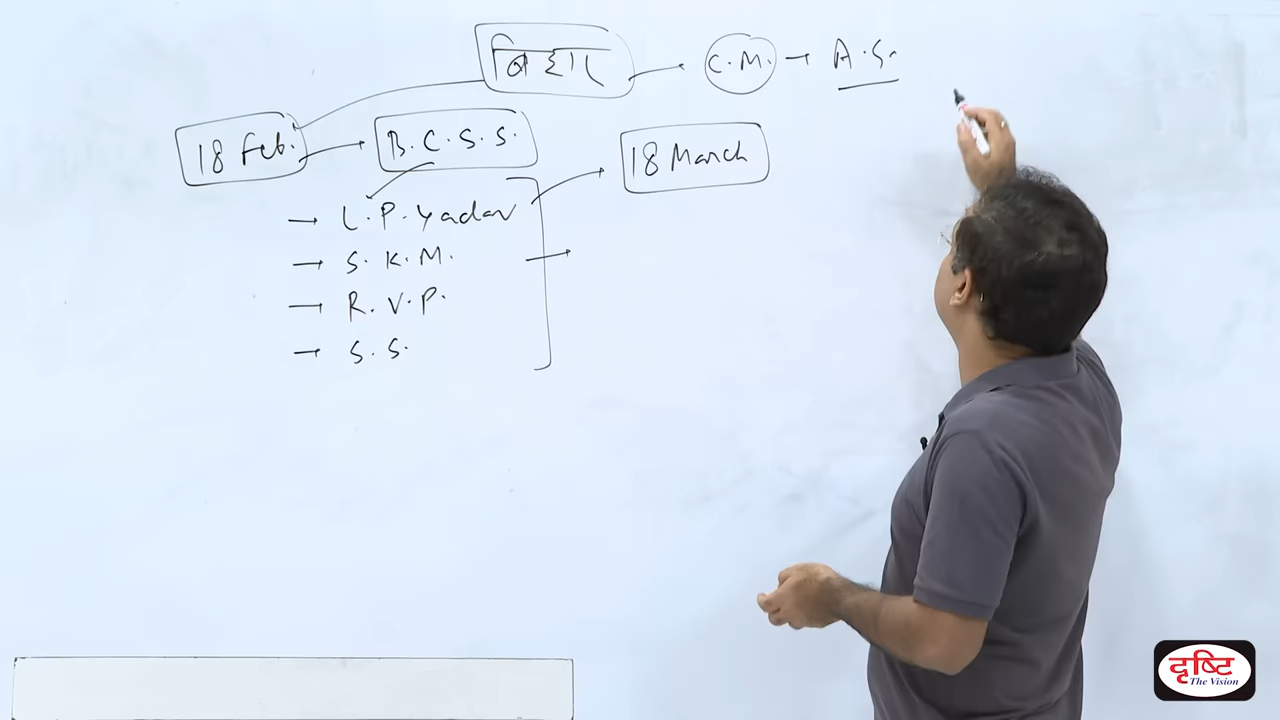 बिहार → C.M. → A.S.
18 Feb. → B.C.S.S.
18 March
→ L.P. Yadav
→ S.K.M.
→ R.V.P.
→ S.S.
दृष्टि
The Vision